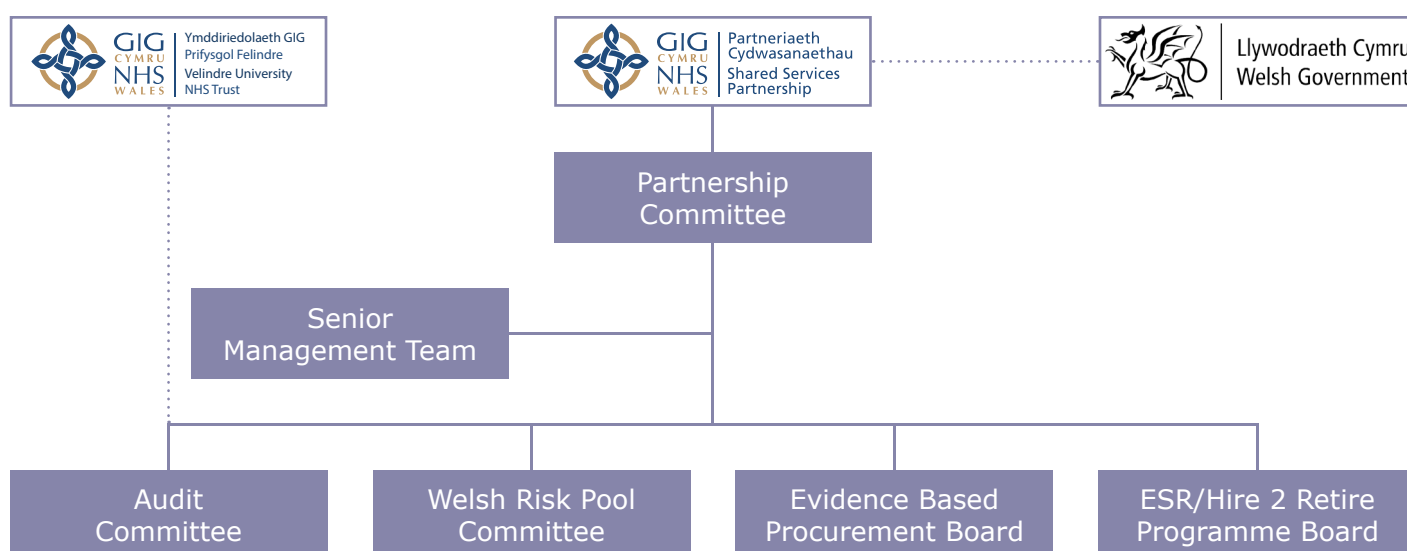 GIG
CYMRU
NHS
WALES
Ymddiriedolaeth GIG
Prifysgol Felindre
Velindre University
NHS Trust
GIG
CYMRU
NHS
WALES
Partneriaeth
Cydwasanaethau
Shared Services
Partnership
Llywodraeth Cymru
Welsh Government
Partnership
Committee
Senior
Management Team
Audit
Committee
Welsh Risk Pool
Committee
Evidence Based
Procurement Board
ESR/Hire 2 Retire
Programme Board